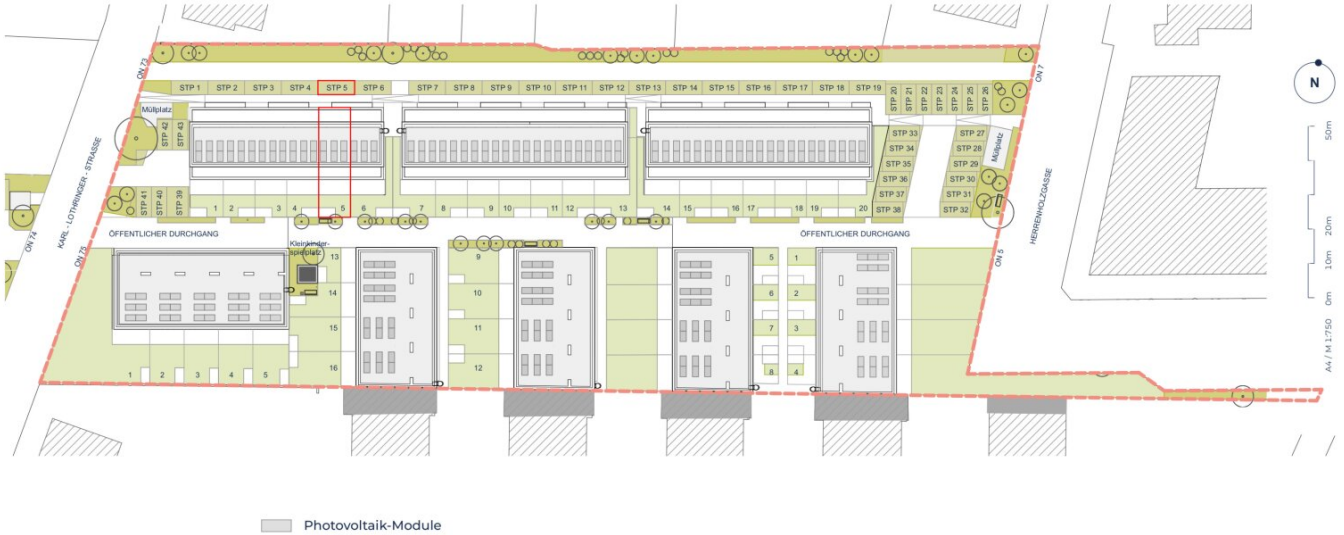 ON 73
ON 7
N
STP 1 STP 2 STP 3 STP 4 STP 5 STP 6 STP 7 STP 8 STP 9 STP 10 STP 11 STP 12 STP 13 STP 14 STP 15 STP 16 STP 17 STP 18 STP 19
STP 20
STP 21
STP 22
STP 23
STP 24
STP 25
STP 26
Müllplatz
STP 42
STP 43
STP 33
STP 34
STP 35
STP 36
STP 37
STP 38
STP 27
STP 28
STP 29
STP 30
STP 31
STP 32
Müllplatz
STP 41
STP 40
STP 39
KARL - LOTHRINGER - STRASSE
HERRENHOLZGASSE
ON 74
ON 75
ON 5
1 2 3 4 5 6 7 8 9 10 11 12 13 14 15 16 17 18 19 20
ÖFFENTLICHER DURCHGANG
ÖFFENTLICHER DURCHGANG
Kleinkinder-
spielplatz
13
14
15
16
9
10
11
12
5
6
7
8
1
2
3
4
1 2 3 4 5
50m
20m
10m
0m
A4 / M 1:750
Photovoltaik-Module